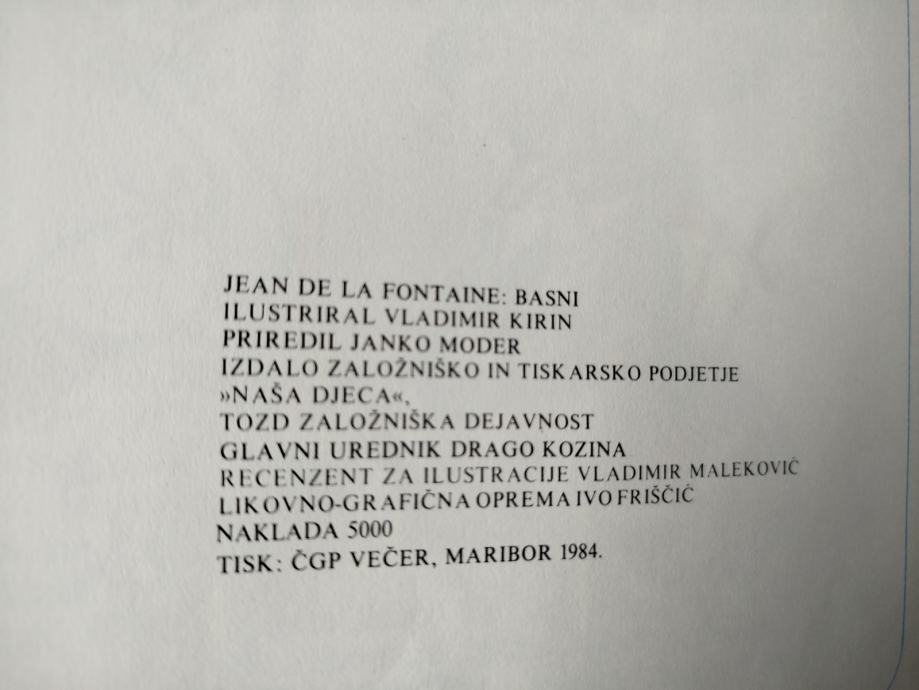 JEAN DE LA FONTAINE: BASNI
ILUSTRIRAL VLADIMIR KIRIN
PRIREDIL JANKO MODER
IZDALO ZALOŽNIŠKO IN TISKARSKO PODJETJE
»NAŠA DJECA«,
TOZD ZALOŽNIŠKA DEJAVNOST
GLAVNI UREDNIK DRAGO KOZINA
RECENZENT ZA ILUSTRACIJE VLADIMIR MALEKOVIĆ
LIKOVNO-GRAFIČNA OPREMA IVO FRIŠČIĆ
NAKLADA 5000
TISK: ČGP VEČER, MARIBOR 1984.